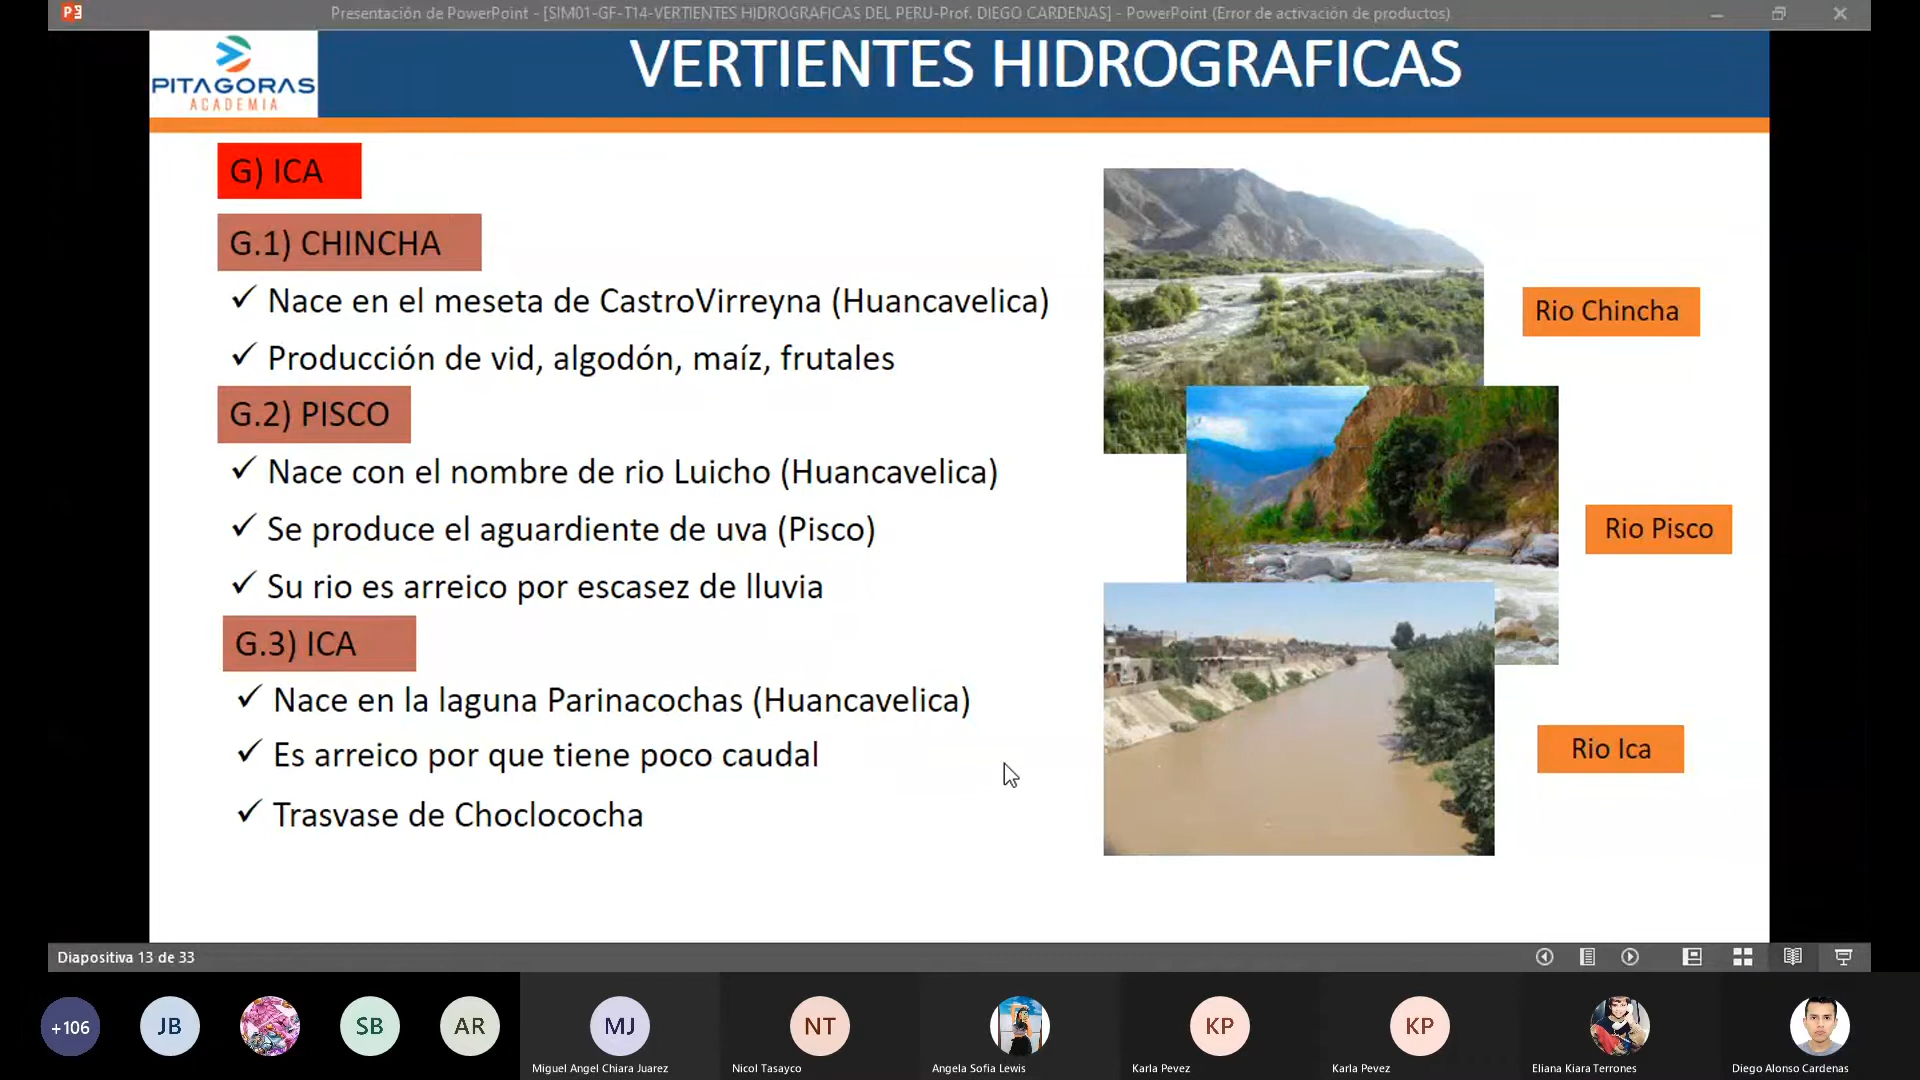 Presentación de PowerPoint - [SIM01-GF-T14-VERTIENTES HIDROGRAFICAS DEL PERU-Prof. DIEGO CARDENAS] - PowerPoint (Error de activación de productos)
PITAGORAS
ACADEMIA
VERTIENTES HIDROGRAFICAS
G) ICA
G.1) CHINCHA
✓ Nace en el meseta de CastroVirreyna (Huancavelica)
✓ Producción de vid, algodón, maíz, frutales
G.2) PISCO
✓ Nace con el nombre de rio Luicho (Huancavelica)
✓ Se produce el aguardiente de uva (Pisco)
✓ Su rio es arreico por escasez de lluvia
G.3) ICA
✓ Nace en la laguna Parinacochas (Huancavelica)
✓ Es arreico por que tiene poco caudal
✓ Trasvase de Choclococha
Rio Chincha
Rio Pisco
Rio Ica
Diapositiva 13 de 33
+106
JB
SB
AR
MJ
NT
KP
KP
Miguel Angel Chiara Juarez
Nicol Tasayco
Angela Sofia Lewis
Karla Pevez
Karla Pevez
Eliana Kiara Terrones
Diego Alonso Cardenas